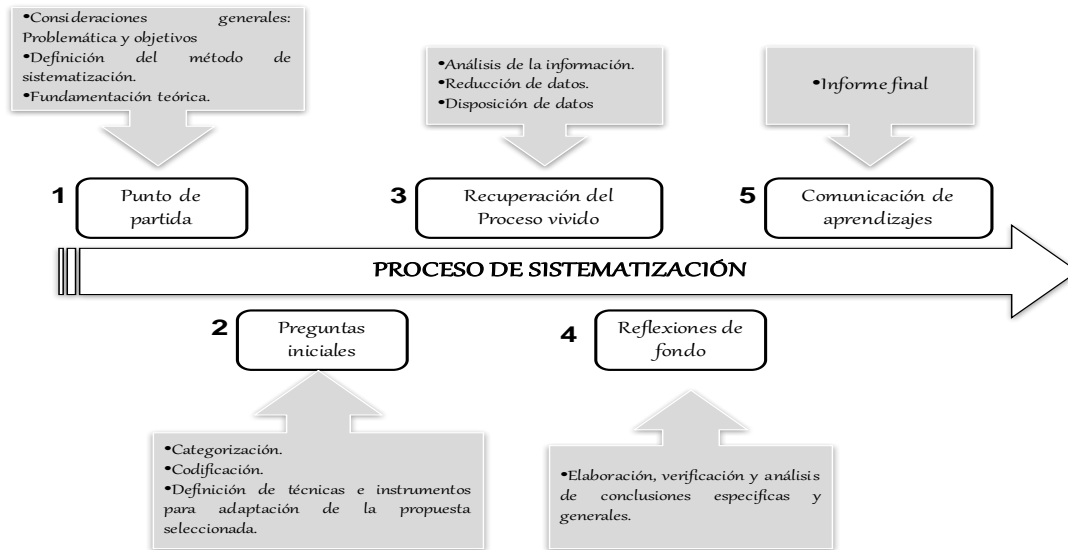 •Consideraciones generales:
Problemática y objetivos
•Definición del método de
sistematización.
•Fundamentación teórica.
•Análisis de la información.
•Reducción de datos.
•Disposición de datos
•Informe final
1
Punto de
partida
3
Recuperación del
Proceso vivido
5
Comunicación de
aprendizajes
PROCESO DE SISTEMATIZACIÓN
2
Preguntas
iniciales
4
Reflexiones de
fondo
•Categorización.
•Codificación.
•Definición de técnicas e instrumentos
para adaptación de la propuesta
seleccionada.
•Elaboración, verificación y análisis
de conclusiones especificas y
generales.